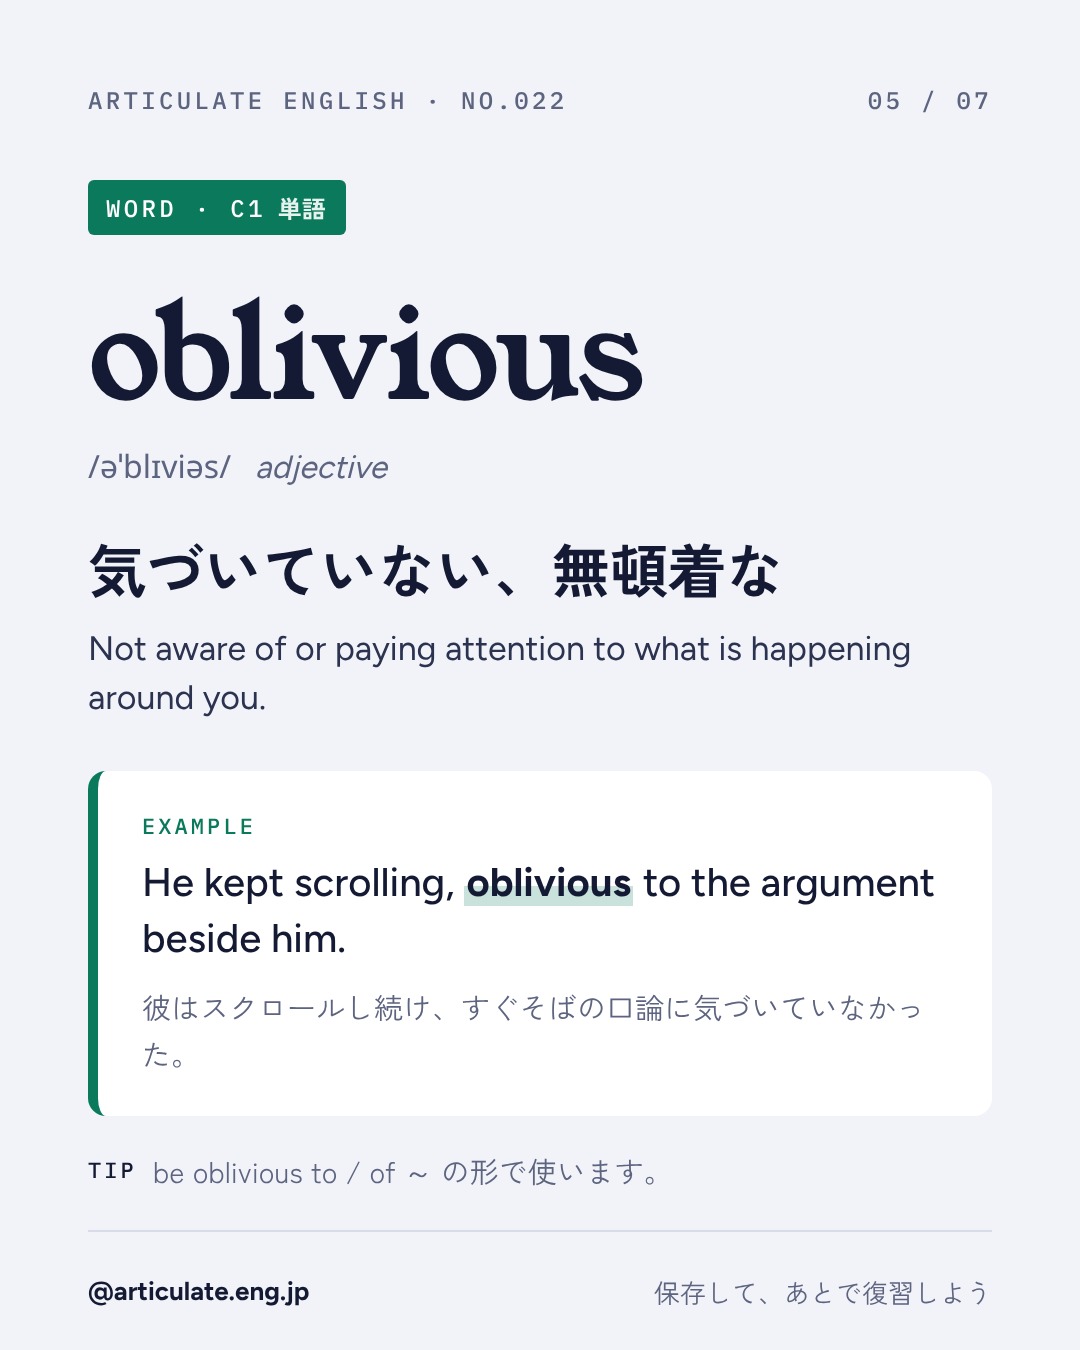 ARTICULATE ENGLISH · NO.022
05 / 07
WORD · C1 単語
oblivious
/əˈblɪviəs/ adjective
気づいていない、無頓着な
Not aware of or paying attention to what is happening
around you.
EXAMPLE
He kept scrolling, oblivious to the argument
beside him.
彼はスクロールし続け、すぐそばの口論に気づいていなかっ
た。
TIP be oblivious to / of ~ の形で使います。
@articulate.eng.jp
保存して、あとで復習しよう